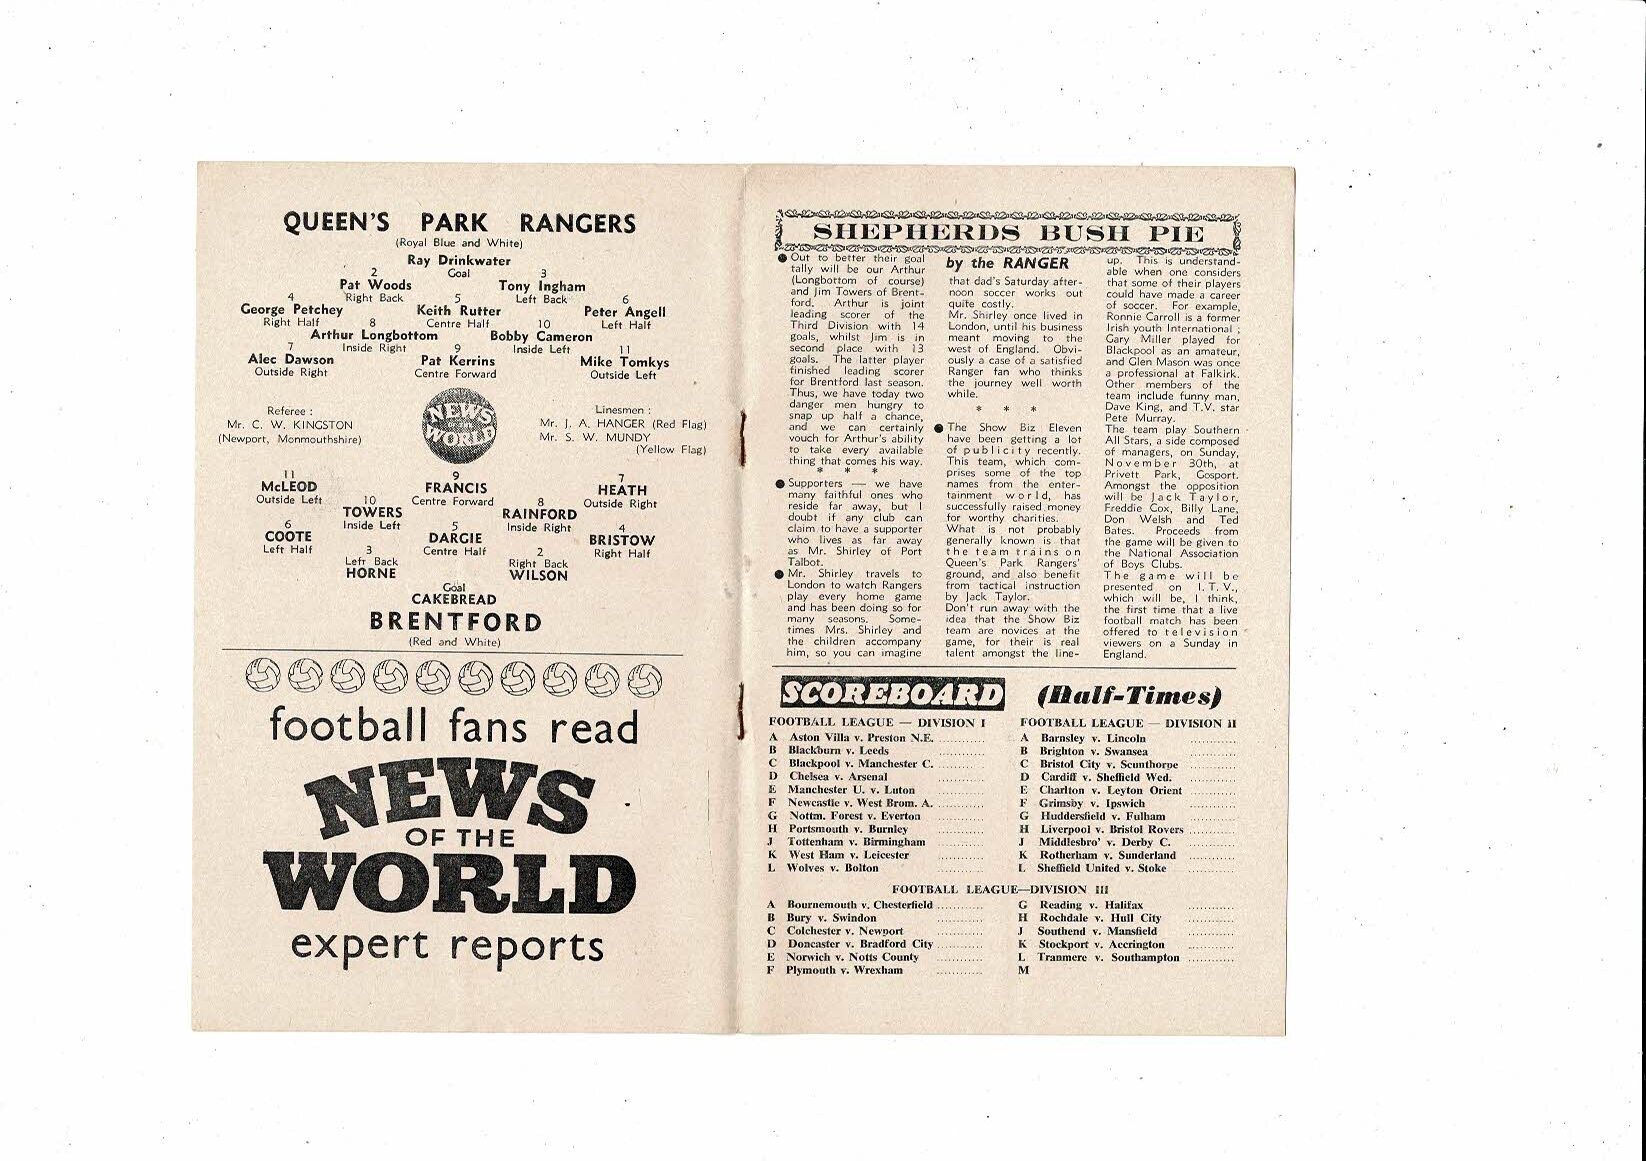 QUEEN'S PARK RANGERS
(Royal Blue and White)
Ray Drinkwater
Goal
2 3
Pat Woods Tony Ingham
Right Back Left Back
4 5 6
George Petchey Keith Rutter Peter Angell
Right Half Centre Half Left Half
8 10
Arthur Longbottom Bobby Cameron
Inside Right Inside Left
7 9 11
Alec Dawson Pat Kerrins Mike Tomkys
Outside Right Centre Forward Outside Left
Referee :
Mr. C. W. KINGSTON
(Newport, Monmouthshire)
NEWS
OF THE
WORLD
Linesmen :
Mr. J. A. HANGER (Red Flag)
Mr. S. W. MUNDY
(Yellow Flag)
11 9 7
McLEOD FRANCIS HEATH
Outside Left Centre Forward Outside Right
10 8
TOWERS RAINFORD
Inside Left Inside Right
6 5 4
COOTE DARGIE BRISTOW
Left Half Centre Half Right Half
3 2
Left Back Right Back
HORNE WILSON
Goal
CAKEBREAD
BRENTFORD
(Red and White)
football fans read
NEWS
OF THE
WORLD
expert reports
SHEPHERDS BUSH PIE
by the RANGER
Out to better their goal
tally will be our Arthur
(Longbottom of course)
and Jim Towers of Brent-
ford. Arthur is joint
leading scorer of the
Third Division with 14
goals, whilst Jim is in
second place with 13
goals. The latter player
finished leading scorer
for Brentford last season.
Thus, we have today two
danger men hungry to
snap up half a chance,
and we can certainly
vouch for Arthur's ability
to take every available
thing that comes his way.
* * *
Supporters — we have
many faithful ones who
reside far away, but I
doubt if any club can
claim to have a supporter
who lives as far away
as Mr. Shirley of Port
Talbot.
Mr. Shirley travels to
London to watch Rangers
play every home game
and has been doing so for
many seasons. Some-
times Mrs. Shirley and
the children accompany
him, so you can imagine
that dad's Saturday after-
noon soccer works out
quite costly.
Mr. Shirley once lived in
London, until his business
meant moving to the
west of England. Obvi-
ously a case of a satisfied
Ranger fan who thinks
the journey well worth
while.
* * *
The Show Biz Eleven
have been getting a lot
of publicity recently.
This team, which com-
prises some of the top
names from the enter-
tainment world, has
successfully raised money
for worthy charities.
What is not probably
generally known is that
the team trains on
Queen's Park Rangers'
ground, and also benefit
from tactical instruction
by Jack Taylor.
Don't run away with the
idea that the Show Biz
team are novices at the
game, for their is real
talent amongst the line-
up. This is understand-
able when one considers
that some of their players
could have made a career
of soccer. For example,
Ronnie Carroll is a former
Irish youth International ;
Gary Miller played for
Blackpool as an amateur,
and Glen Mason was once
a professional at Falkirk.
Other members of the
team include funny man,
Dave King, and T.V. star
Pete Murray.
The team play Southern
All Stars, a side composed
of managers, on Sunday,
November 30th, at
Privett Park, Gosport.
Amongst the opposition
will be Jack Taylor,
Freddie Cox, Billy Lane,
Don Welsh and Ted
Bates. Proceeds from
the game will be given to
the National Association
of Boys Clubs.
The game will be
presented on I.T.V.,
which will be, I think,
the first time that a live
football match has been
offered to television
viewers on a Sunday in
England.
SCOREBOARD (Half-Times)
FOOTBALL LEAGUE — DIVISION I
A Aston Villa v. Preston N.E. ............
B Blackburn v. Leeds ............
C Blackpool v. Manchester C. ............
D Chelsea v. Arsenal ............
E Manchester U. v. Luton ............
F Newcastle v. West Brom. A. ............
G Nottm. Forest v. Everton ............
H Portsmouth v. Burnley ............
J Tottenham v. Birmingham ............
K West Ham v. Leicester ............
L Wolves v. Bolton ............
FOOTBALL LEAGUE — DIVISION II
A Barnsley v. Lincoln ............
B Brighton v. Swansea ............
C Bristol City v. Scunthorpe ............
D Cardiff v. Sheffield Wed. ............
E Charlton v. Leyton Orient ............
F Grimsby v. Ipswich ............
G Huddersfield v. Fulham ............
H Liverpool v. Bristol Rovers ............
J Middlesbro' v. Derby C. ............
K Rotherham v. Sunderland ............
L Sheffield United v. Stoke ............
FOOTBALL LEAGUE—DIVISION III
A Bournemouth v. Chesterfield ............
B Bury v. Swindon ............
C Colchester v. Newport ............
D Doncaster v. Bradford City ............
E Norwich v. Notts County ............
F Plymouth v. Wrexham ............
G Reading v. Halifax ............
H Rochdale v. Hull City ............
J Southend v. Mansfield ............
K Stockport v. Accrington ............
L Tranmere v. Southampton ............
M